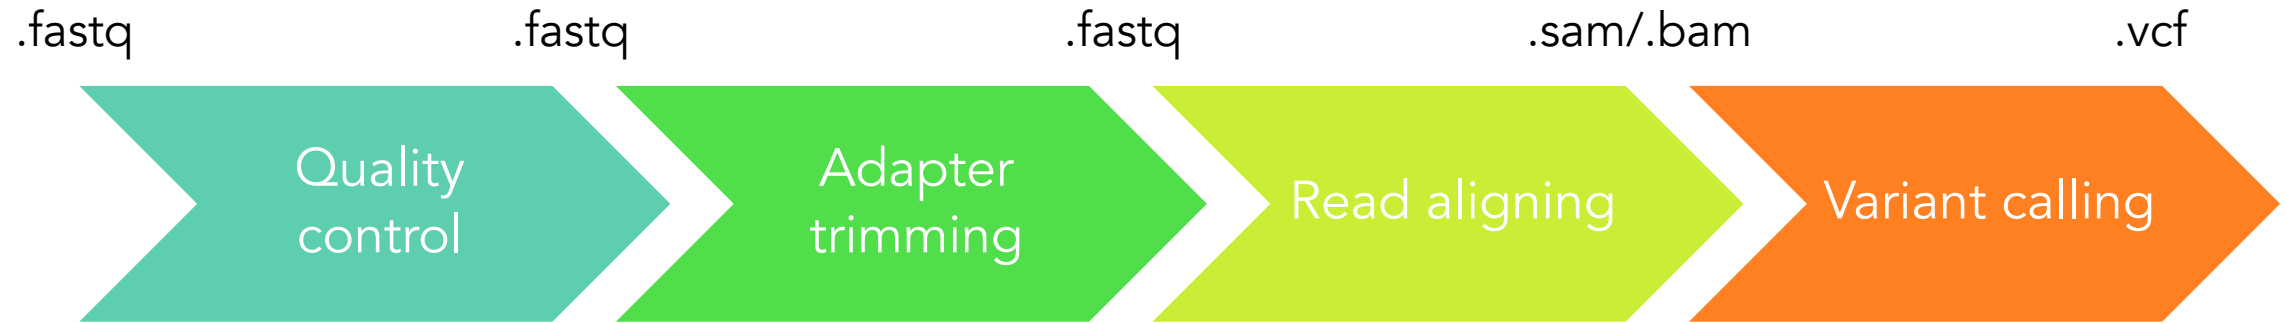 .fastq
.fastq
.fastq
.sam/.bam
.vcf
Quality
control
Adapter
trimming
Read aligning
Variant calling